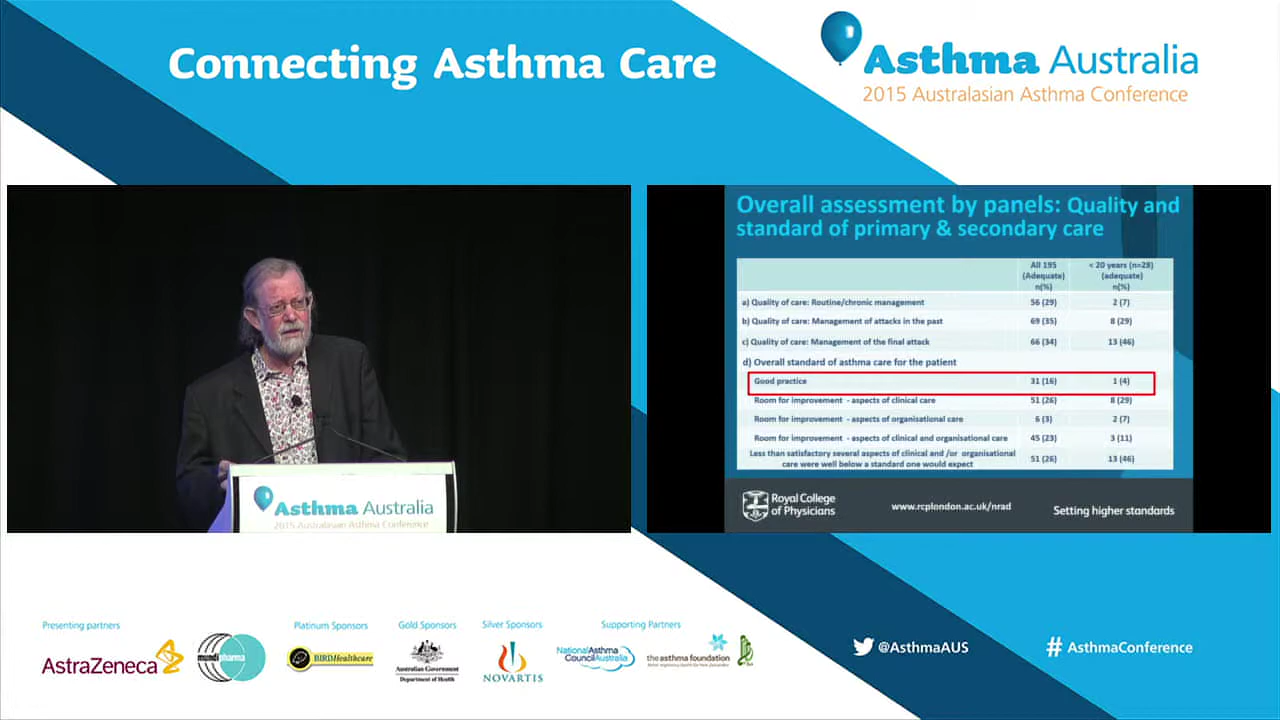 Connecting Asthma Care
Asthma Australia
2015 Australasian Asthma Conference
Overall assessment by panels: Quality and
standard of primary & secondary care
All 195
(Adequate)
n(%)
< 20 years (n=28)
(adequate)
n(%)
a) Quality of care: Routine/chronic management 56 (29) 2 (7)
b) Quality of care: Management of attacks in the past 69 (35) 8 (29)
c) Quality of care: Management of the final attack 66 (34) 13 (46)
d) Overall standard of asthma care for the patient
Good practice 31 (16) 1 (4)
Room for improvement - aspects of clinical care 51 (26) 8 (29)
Room for improvement - aspects of organisational care 6 (3) 2 (7)
Room for improvement - aspects of clinical and organisational care 45 (23) 3 (11)
Less than satisfactory several aspects of clinical and /or organisational
care were well below a standard one would expect 51 (26) 13 (46)
Royal College
of Physicians
www.rcplondon.ac.uk/nrad
Setting higher standards
Asthma Australia
2015 Australasian Asthma Conference
Presenting partners
Platinum Sponsors
Gold Sponsors
Silver Sponsors
Supporting Partners
AstraZeneca
mundipharma
BIRDHealthcare
Australian Government
Department of Health
NOVARTIS
National Asthma
Council Australia
the asthma foundation
@AsthmaAUS
# AsthmaConference